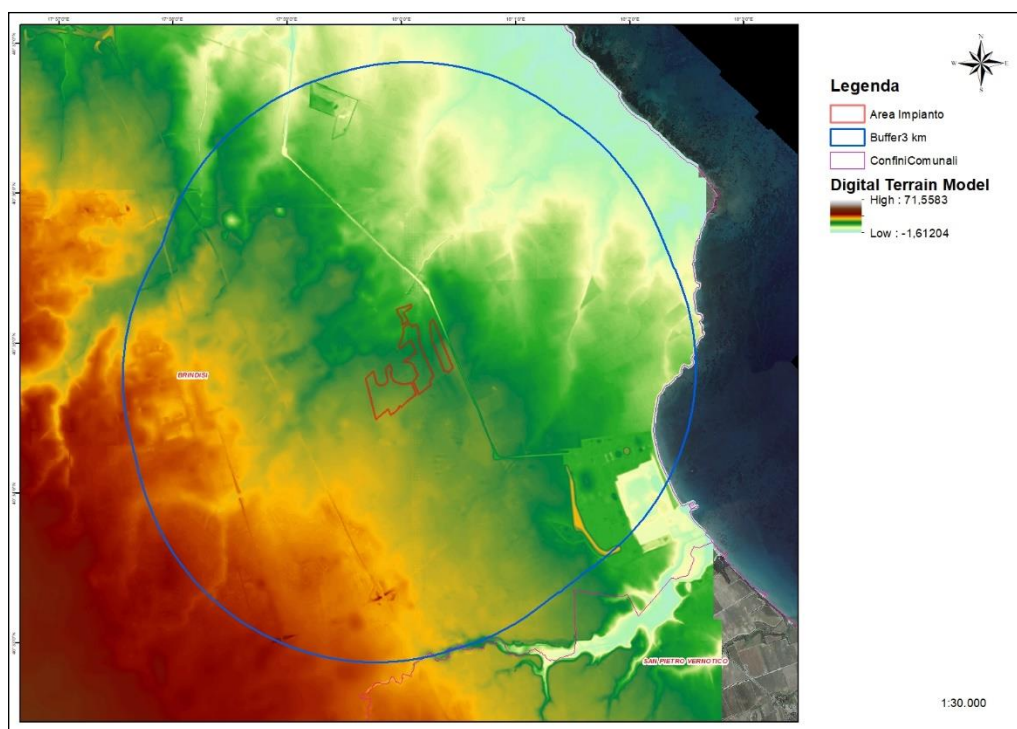 N
W
E
S
Legenda
Area Impianto
Buffer3 km
ConfiniComunali
Digital Terrain Model
High : 71,5583
Low : -1,61204
BRINDISI
SAN PIETRO VERNOTICO
1:30.000